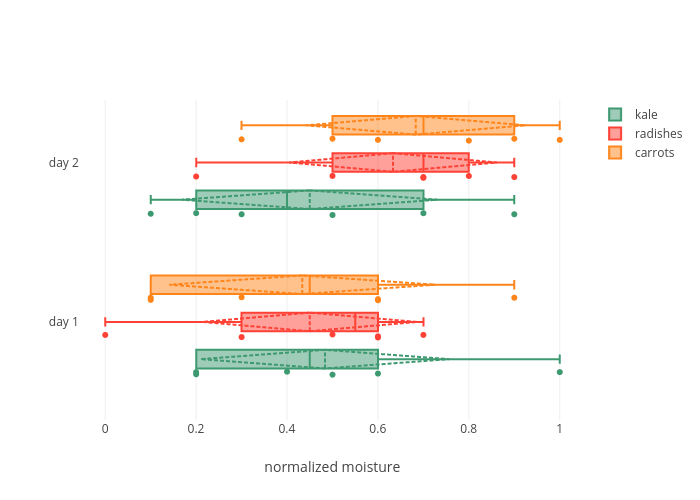 kale
radishes
carrots
day 2
day 1
0
0.2
0.4
0.6
0.8
1
normalized moisture